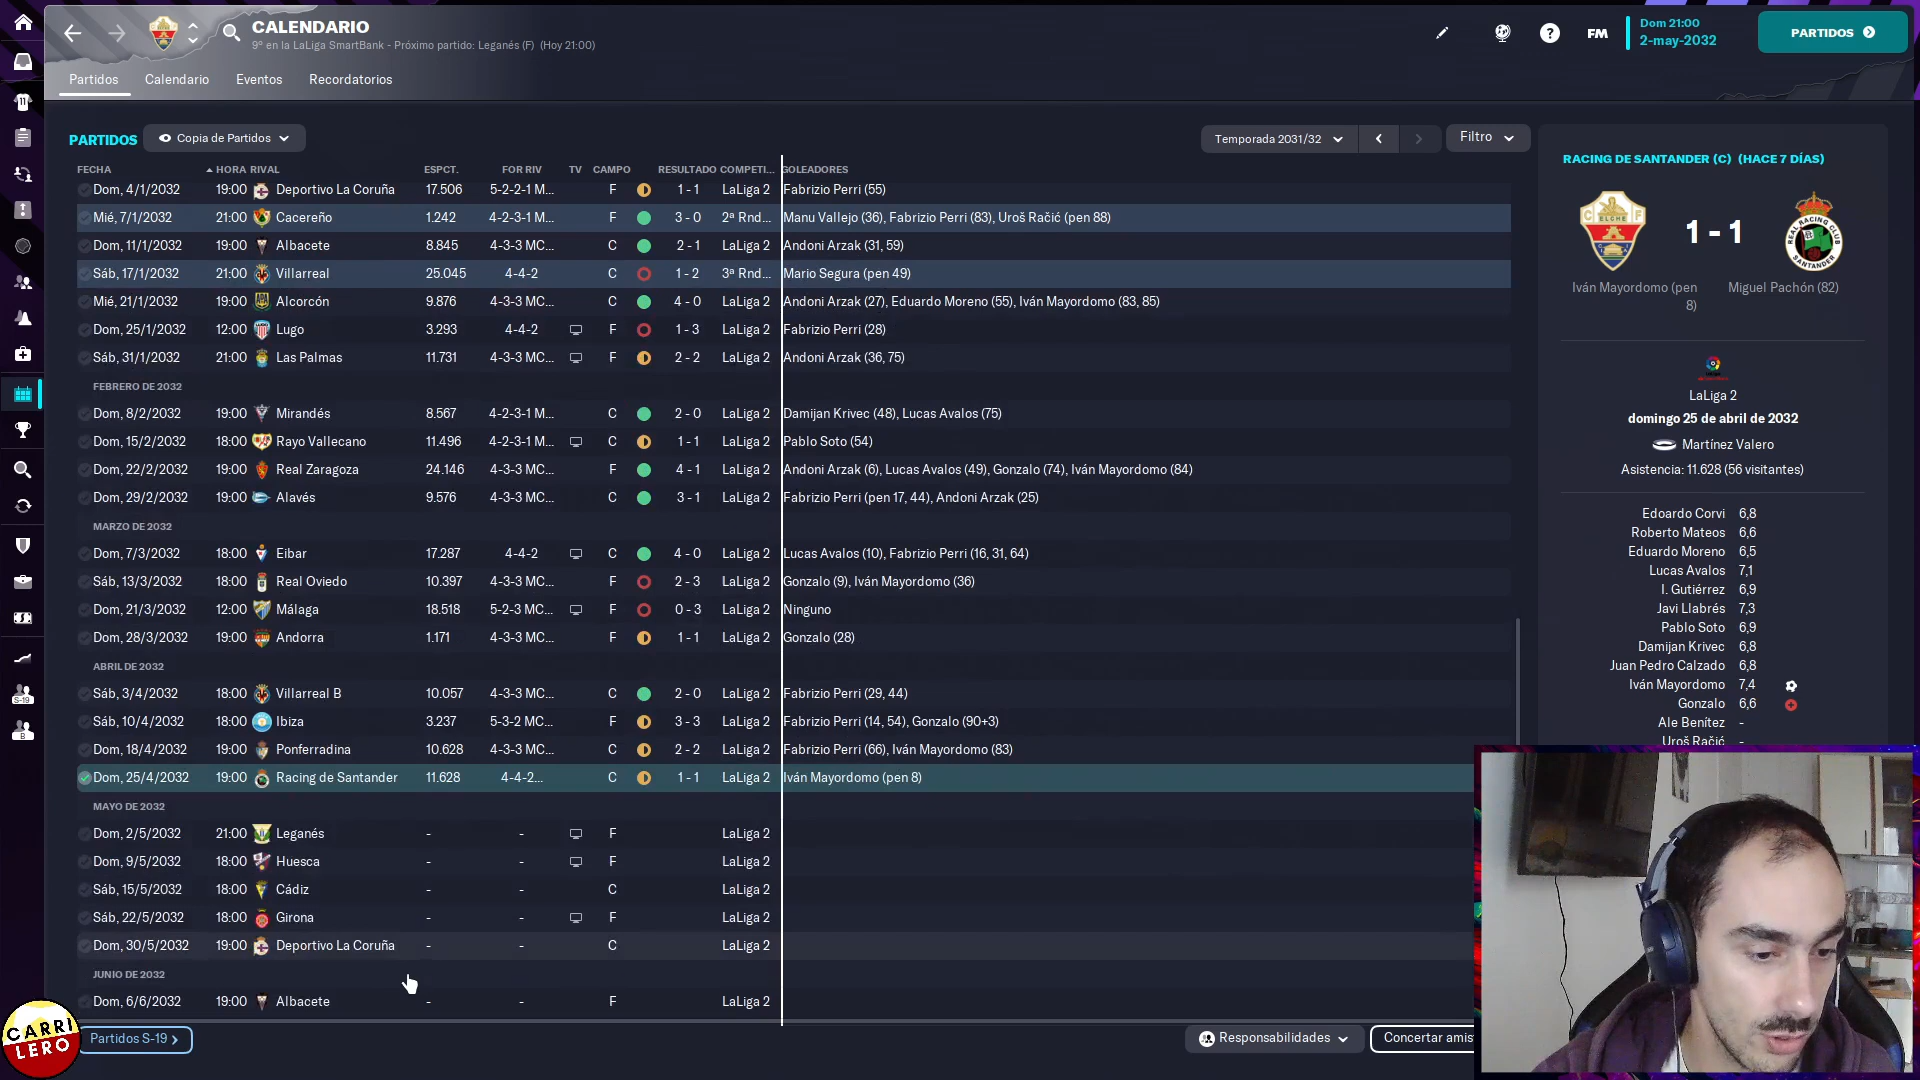 CALENDARIO
9º en la LaLiga SmartBank - Próximo partido: Leganés (F) (Hoy 21:00)
FM
Dom 21:00
2-may-2032
PARTIDOS
Partidos Calendario Eventos Recordatorios
PARTIDOS Copia de Partidos Temporada 2031/32 Filtro
FECHA HORA RIVAL ESPCT. FOR RIV TV CAMPO RESULTADO COMPETI... GOLEADORES
Dom, 4/1/2032 19:00 Deportivo La Coruña 17.506 5-2-2-1 M... F 1 - 1 LaLiga 2 Fabrizio Perri (55)
Mié, 7/1/2032 21:00 Cacereño 1.242 4-2-3-1 M... F 3 - 0 2ª Rnd... Manu Vallejo (36), Fabrizio Perri (83), Uroš Račić (pen 88)
Dom, 11/1/2032 19:00 Albacete 8.845 4-3-3 MC... C 2 - 1 LaLiga 2 Andoni Arzak (31, 59)
Sáb, 17/1/2032 21:00 Villarreal 25.045 4-4-2 C 1 - 2 3ª Rnd... Mario Segura (pen 49)
Mié, 21/1/2032 19:00 Alcorcón 9.876 4-3-3 MC... C 4 - 0 LaLiga 2 Andoni Arzak (27), Eduardo Moreno (55), Iván Mayordomo (83, 85)
Dom, 25/1/2032 12:00 Lugo 3.293 4-4-2 F 1 - 3 LaLiga 2 Fabrizio Perri (28)
Sáb, 31/1/2032 21:00 Las Palmas 11.731 4-3-3 MC... F 2 - 2 LaLiga 2 Andoni Arzak (36, 75)
FEBRERO DE 2032
Dom, 8/2/2032 19:00 Mirandés 8.567 4-2-3-1 M... C 2 - 0 LaLiga 2 Damijan Krivec (48), Lucas Avalos (75)
Dom, 15/2/2032 18:00 Rayo Vallecano 11.496 4-2-3-1 M... C 1 - 1 LaLiga 2 Pablo Soto (54)
Dom, 22/2/2032 19:00 Real Zaragoza 24.146 4-3-3 MC... F 4 - 1 LaLiga 2 Andoni Arzak (6), Lucas Avalos (49), Gonzalo (74), Iván Mayordomo (84)
Dom, 29/2/2032 19:00 Alavés 9.576 4-3-3 MC... C 3 - 1 LaLiga 2 Fabrizio Perri (pen 17, 44), Andoni Arzak (25)
MARZO DE 2032
Dom, 7/3/2032 18:00 Eibar 17.287 4-4-2 C 4 - 0 LaLiga 2 Lucas Avalos (10), Fabrizio Perri (16, 31, 64)
Sáb, 13/3/2032 18:00 Real Oviedo 10.397 4-3-3 MC... F 2 - 3 LaLiga 2 Gonzalo (9), Iván Mayordomo (36)
Dom, 21/3/2032 12:00 Málaga 18.518 5-2-3 MC... F 0 - 3 LaLiga 2 Ninguno
Dom, 28/3/2032 19:00 Andorra 1.171 4-3-3 MC... F 1 - 1 LaLiga 2 Gonzalo (28)
ABRIL DE 2032
Sáb, 3/4/2032 18:00 Villarreal B 10.057 4-3-3 MC... C 2 - 0 LaLiga 2 Fabrizio Perri (29, 44)
Sáb, 10/4/2032 18:00 Ibiza 3.237 5-3-2 MC... F 3 - 3 LaLiga 2 Fabrizio Perri (14, 54), Gonzalo (90+3)
Dom, 18/4/2032 19:00 Ponferradina 10.628 4-3-3 MC... C 2 - 2 LaLiga 2 Fabrizio Perri (66), Iván Mayordomo (83)
Dom, 25/4/2032 19:00 Racing de Santander 11.628 4-4-2... C 1 - 1 LaLiga 2 Iván Mayordomo (pen 8)
MAYO DE 2032
Dom, 2/5/2032 21:00 Leganés - - F LaLiga 2
Dom, 9/5/2032 18:00 Huesca - - F LaLiga 2
Sáb, 15/5/2032 18:00 Cádiz - - C LaLiga 2
Sáb, 22/5/2032 18:00 Girona - - F LaLiga 2
Dom, 30/5/2032 19:00 Deportivo La Coruña - - C LaLiga 2
JUNIO DE 2032
Dom, 6/6/2032 19:00 Albacete - - F LaLiga 2
Partidos S-19
Responsabilidades
Concertar amis
CARRI
LERO
S-19
B
RACING DE SANTANDER (C) (HACE 7 DÍAS)
1 - 1
Iván Mayordomo (pen
8)
Miguel Pachón (82)
LaLiga 2
domingo 25 de abril de 2032
Martínez Valero
Asistencia: 11.628 (56 visitantes)
Edoardo Corvi 6,8
Roberto Mateos 6,6
Eduardo Moreno 6,5
Lucas Avalos 7,1
I. Gutiérrez 6,9
Javi Llabrés 7,3
Pablo Soto 6,9
Damijan Krivec 6,8
Juan Pedro Calzado 6,8
Iván Mayordomo 7,4
Gonzalo 6,6
Ale Benítez -
Uroš Račić -